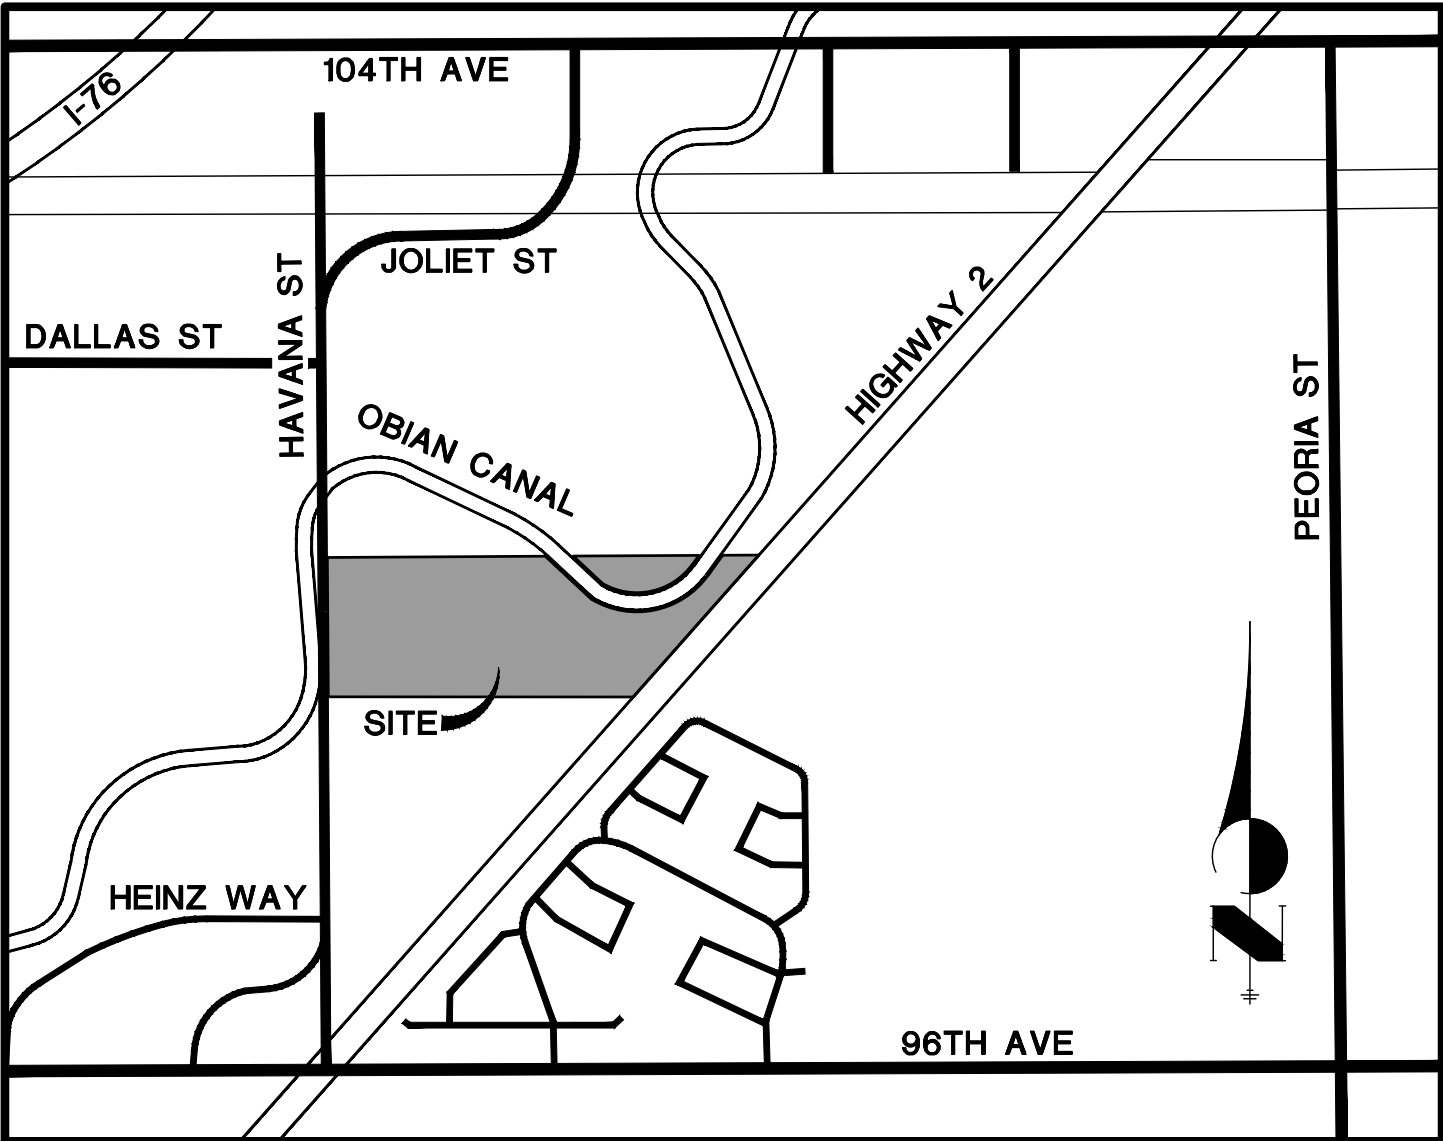 104TH AVE
I-76
JOLIET ST
HAVANA ST
DALLAS ST
HIGHWAY 2
PEORIA ST
OBIAN CANAL
SITE
HEINZ WAY
N
96TH AVE